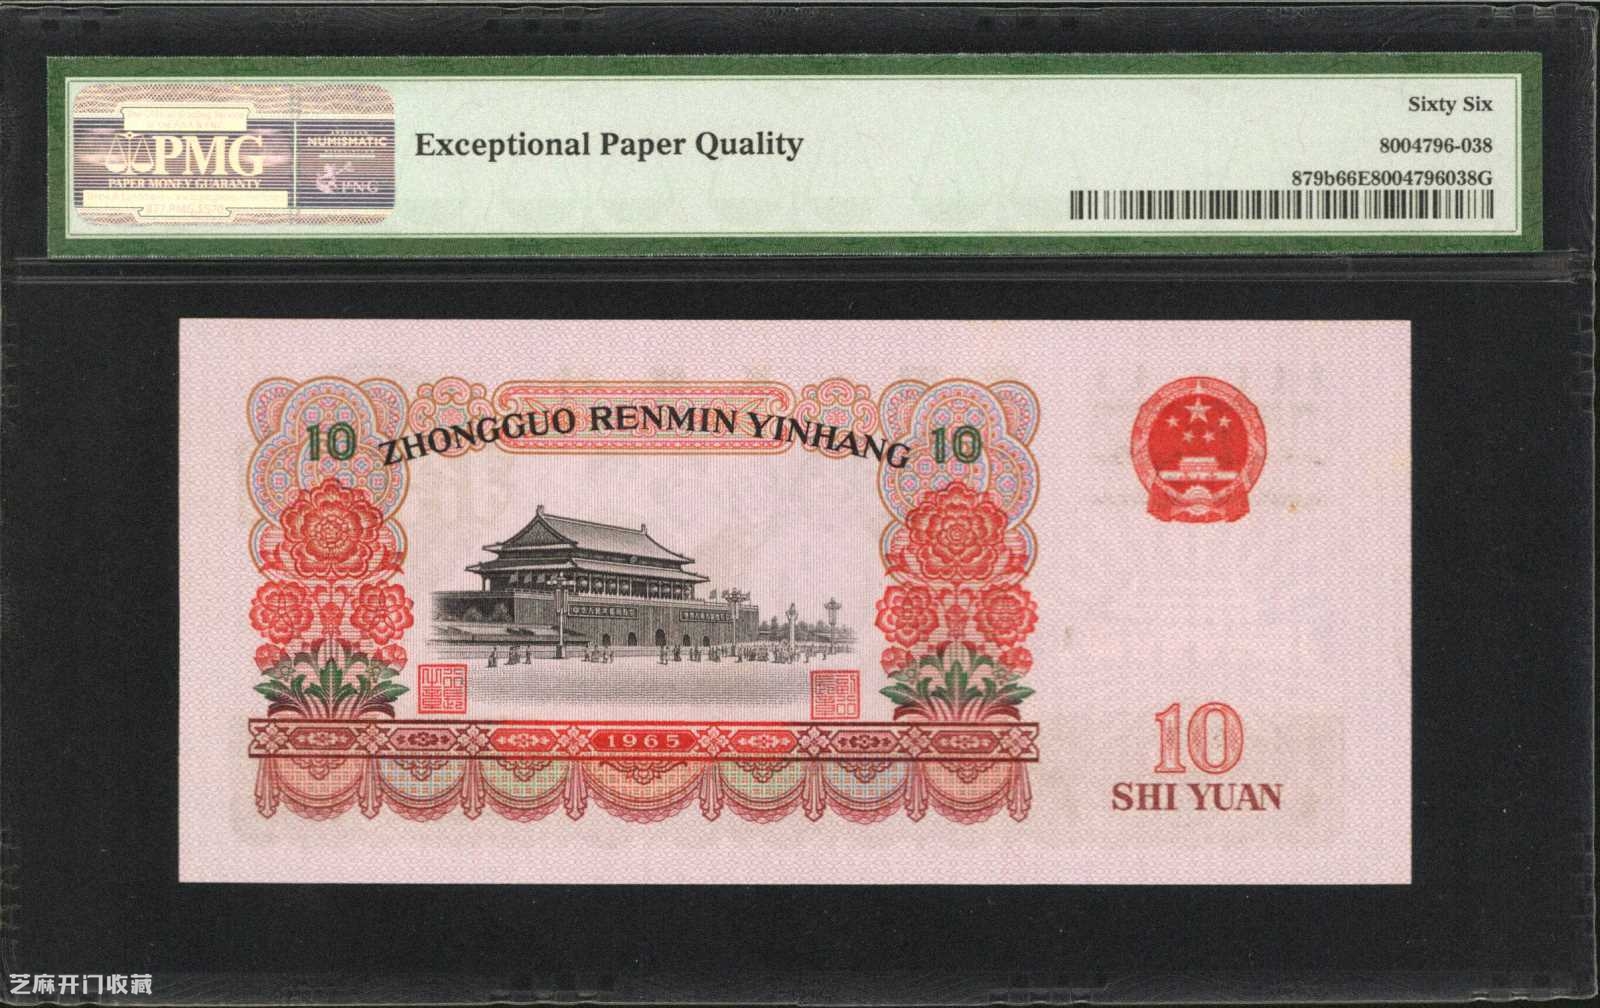 Sixty Six
PMG
NUMISMATIC
Exceptional Paper Quality
8004796-038
PAPER MONEY GUARANTY
PNG
879b66E8004796038G
10 ZHONGGUO RENMIN YINHANG 10
1965
10
SHI YUAN
芝麻开门收藏